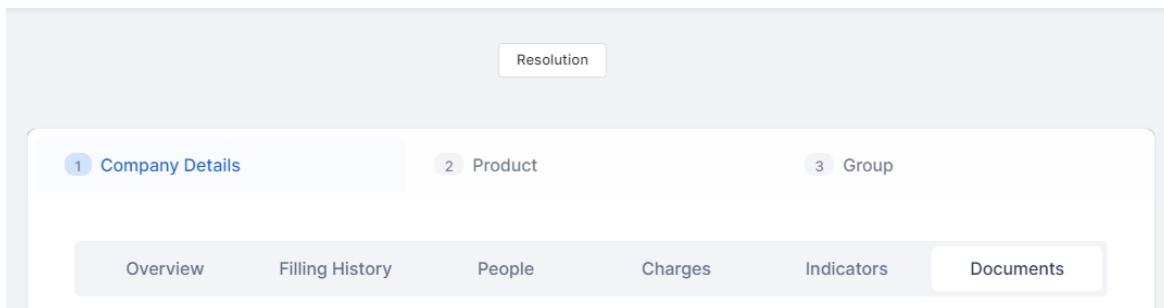 Resolution
1 Company Details 2 Product 3 Group
Overview Filling History People Charges Indicators Documents